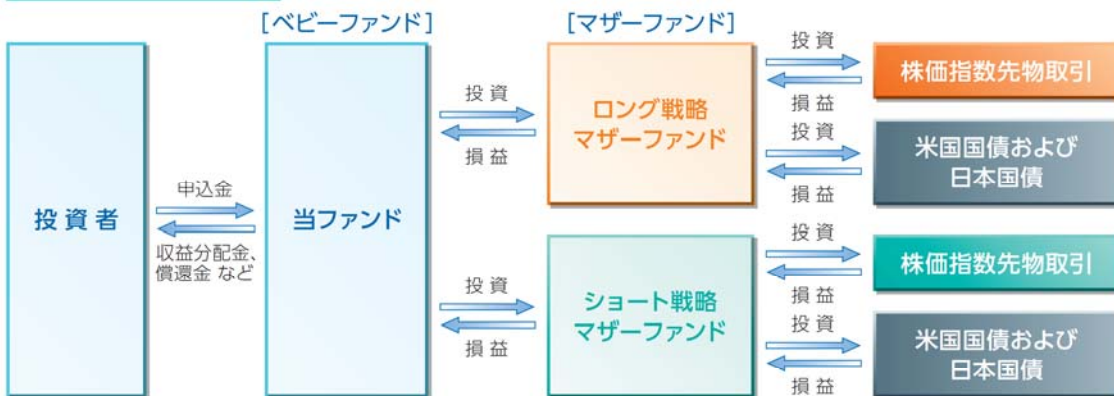 [ベビーファンド]
[マザーファンド]
投資者
申込金
収益分配金、
償還金 など
当ファンド
投 資
損 益
投 資
損 益
ロング戦略
マザーファンド
投 資
損 益
株価指数先物取引
投 資
損 益
米国国債および
日本国債
ショート戦略
マザーファンド
投 資
損 益
株価指数先物取引
投 資
損 益
米国国債および
日本国債